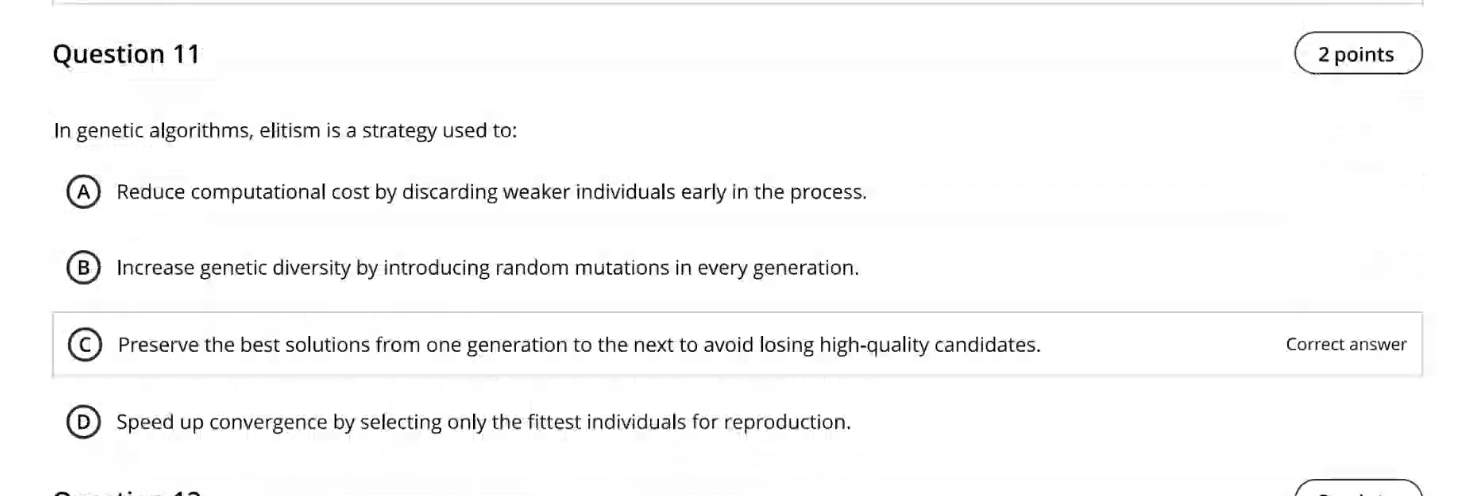 Question 11
2 points
In genetic algorithms, elitism is a strategy used to:
A Reduce computational cost by discarding weaker individuals early in the process.
B Increase genetic diversity by introducing random mutations in every generation.
C Preserve the best solutions from one generation to the next to avoid losing high-quality candidates.
Correct answer
D Speed up convergence by selecting only the fittest individuals for reproduction.